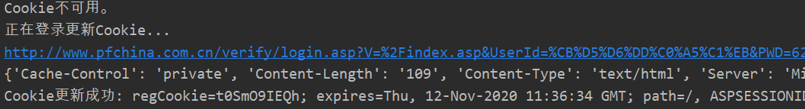 Cookie不可用。
正在登录更新Cookie...
http://www.pfchina.com.cn/verify/login.asp?V=%2Findex.asp&UserId=%CB%D5%D6%DD%C0%A5%C1%EB&PWD=62
{'Cache-Control': 'private', 'Content-Length': '109', 'Content-Type': 'text/html', 'Server': 'Mi
Cookie更新成功: regCookie=t0SmO9IEQh; expires=Thu, 12-Nov-2020 11:36:34 GMT; path=/, ASPSESSIONID